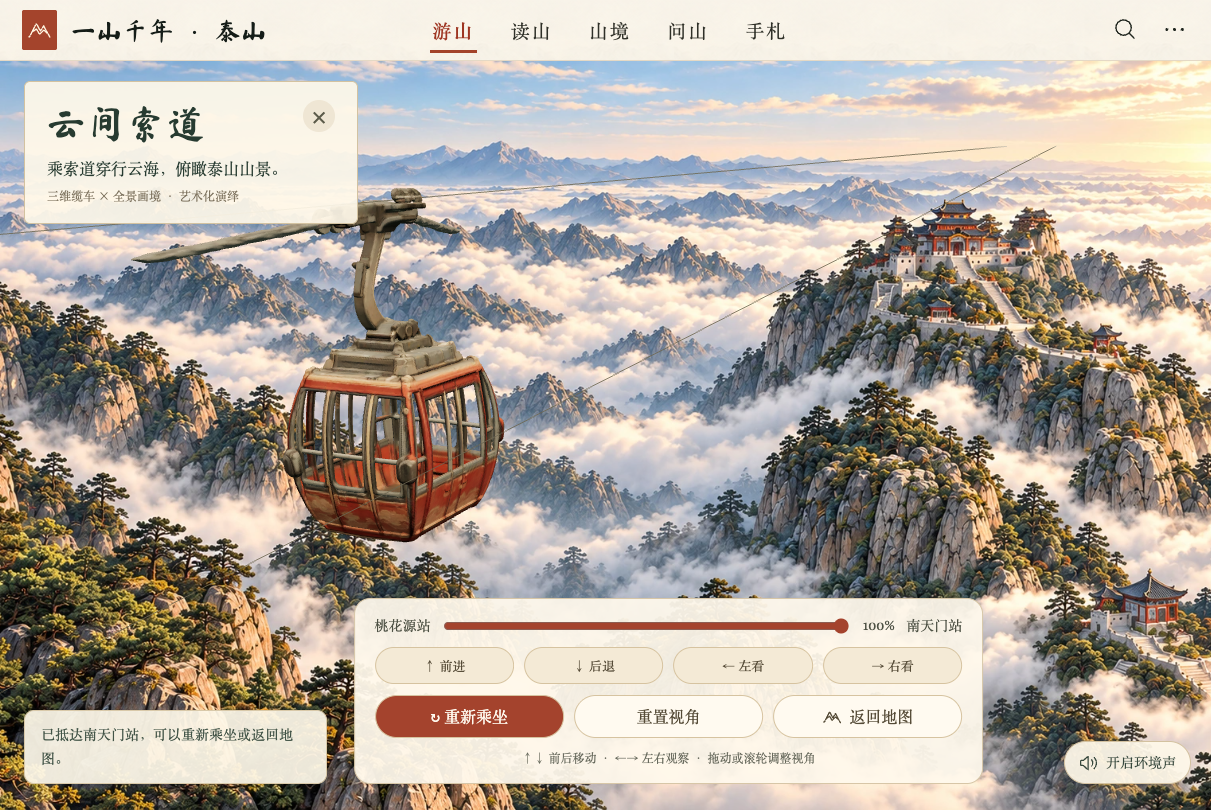 一山千年 · 泰山
游山 读山 山境 问山 手札
云间索道
乘索道穿行云海，俯瞰泰山山景。
三维缆车 × 全景画境 · 艺术化演绎
桃花源站 100% 南天门站
↑ 前进 ↓ 后退 ← 左看 → 右看
↻ 重新乘坐 重置视角 返回地图
↑ ↓ 前后移动 · ←→ 左右观察 · 拖动或滚轮调整视角
已抵达南天门站，可以重新乘坐或返回地
图。
开启环境声